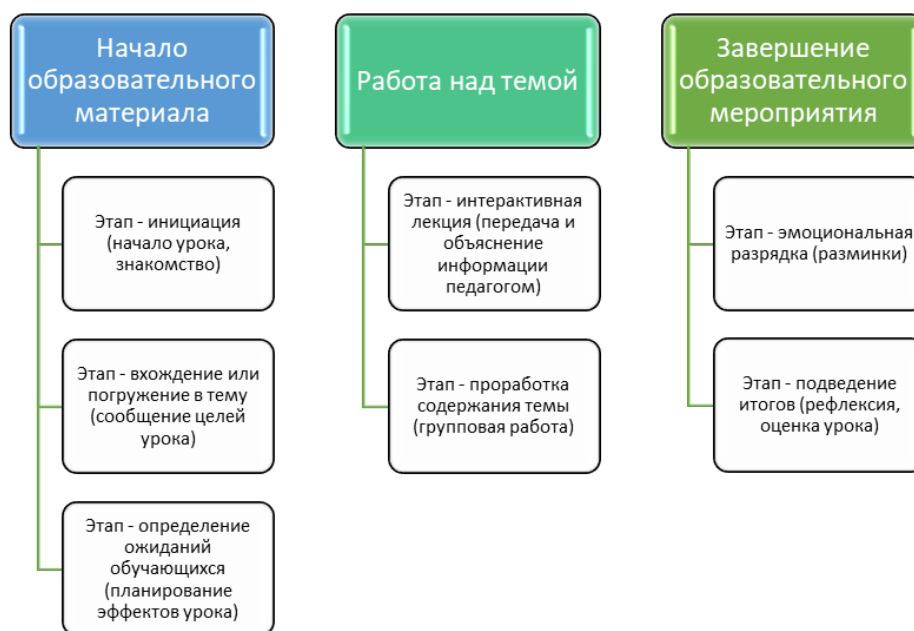 Начало
образовательного
материала
Этап - инициация
(начало урока,
знакомство)
Этап - вхождение или
погружение в тему
(сообщение целей
урока)
Этап - определение
ожиданий
обучающихся
(планирование
эффектов урока)
Работа над темой
Этап - интерактивная
лекция (передача и
объяснение
информации
педагогом)
Этап - проработка
содержания темы
(групповая работа)
Завершение
образовательного
мероприятия
Этап - эмоциональная
разрядка (разминки)
Этап - подведение
итогов (рефлексия,
оценка урока)